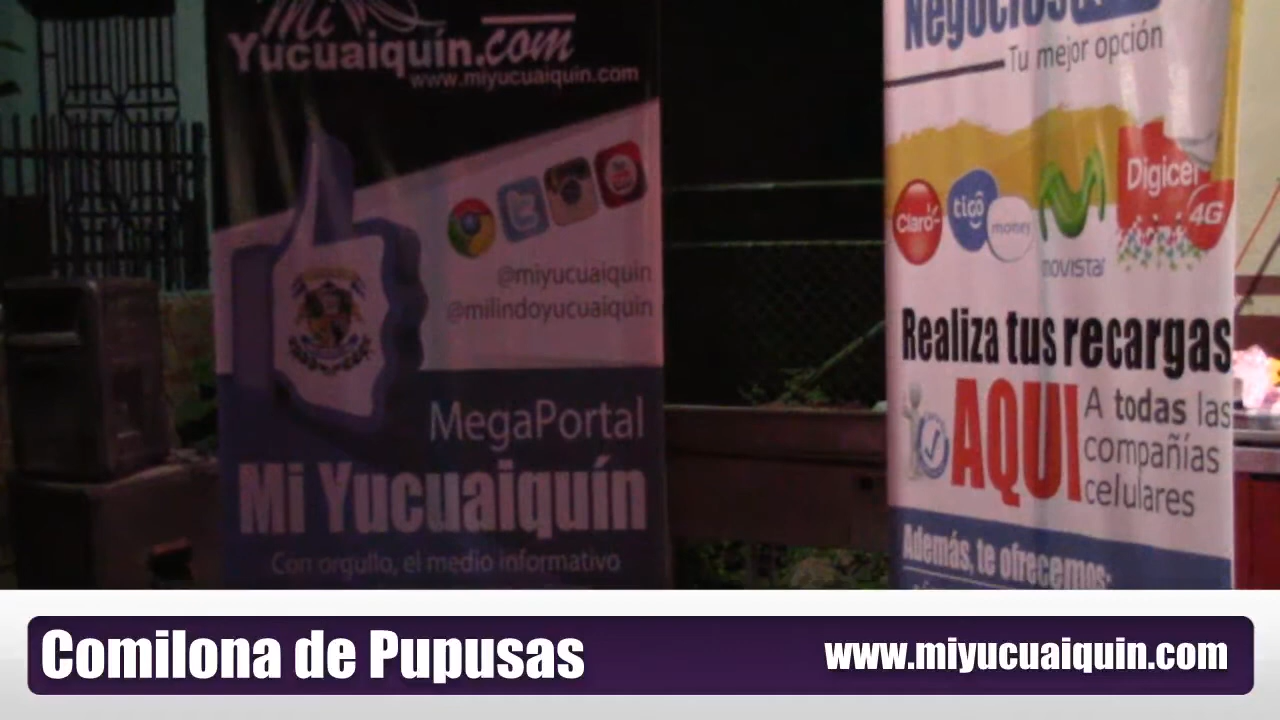 Mi
Yucuaiquín.com
www.miyucuaiquin.com
@miyucuaiquin
@milindoyucuaiquin
MegaPortal
Mi Yucuaiquín
Con orgullo, el medio informativo
Negocios
Tu mejor opción
Claro
tigo
money
movistar
Digicel
4G
Realiza tus recargas
AQUI
A todas las
compañías
celulares
Además, te ofrecemos:
Comilona de Pupusas
www.miyucuaiquin.com